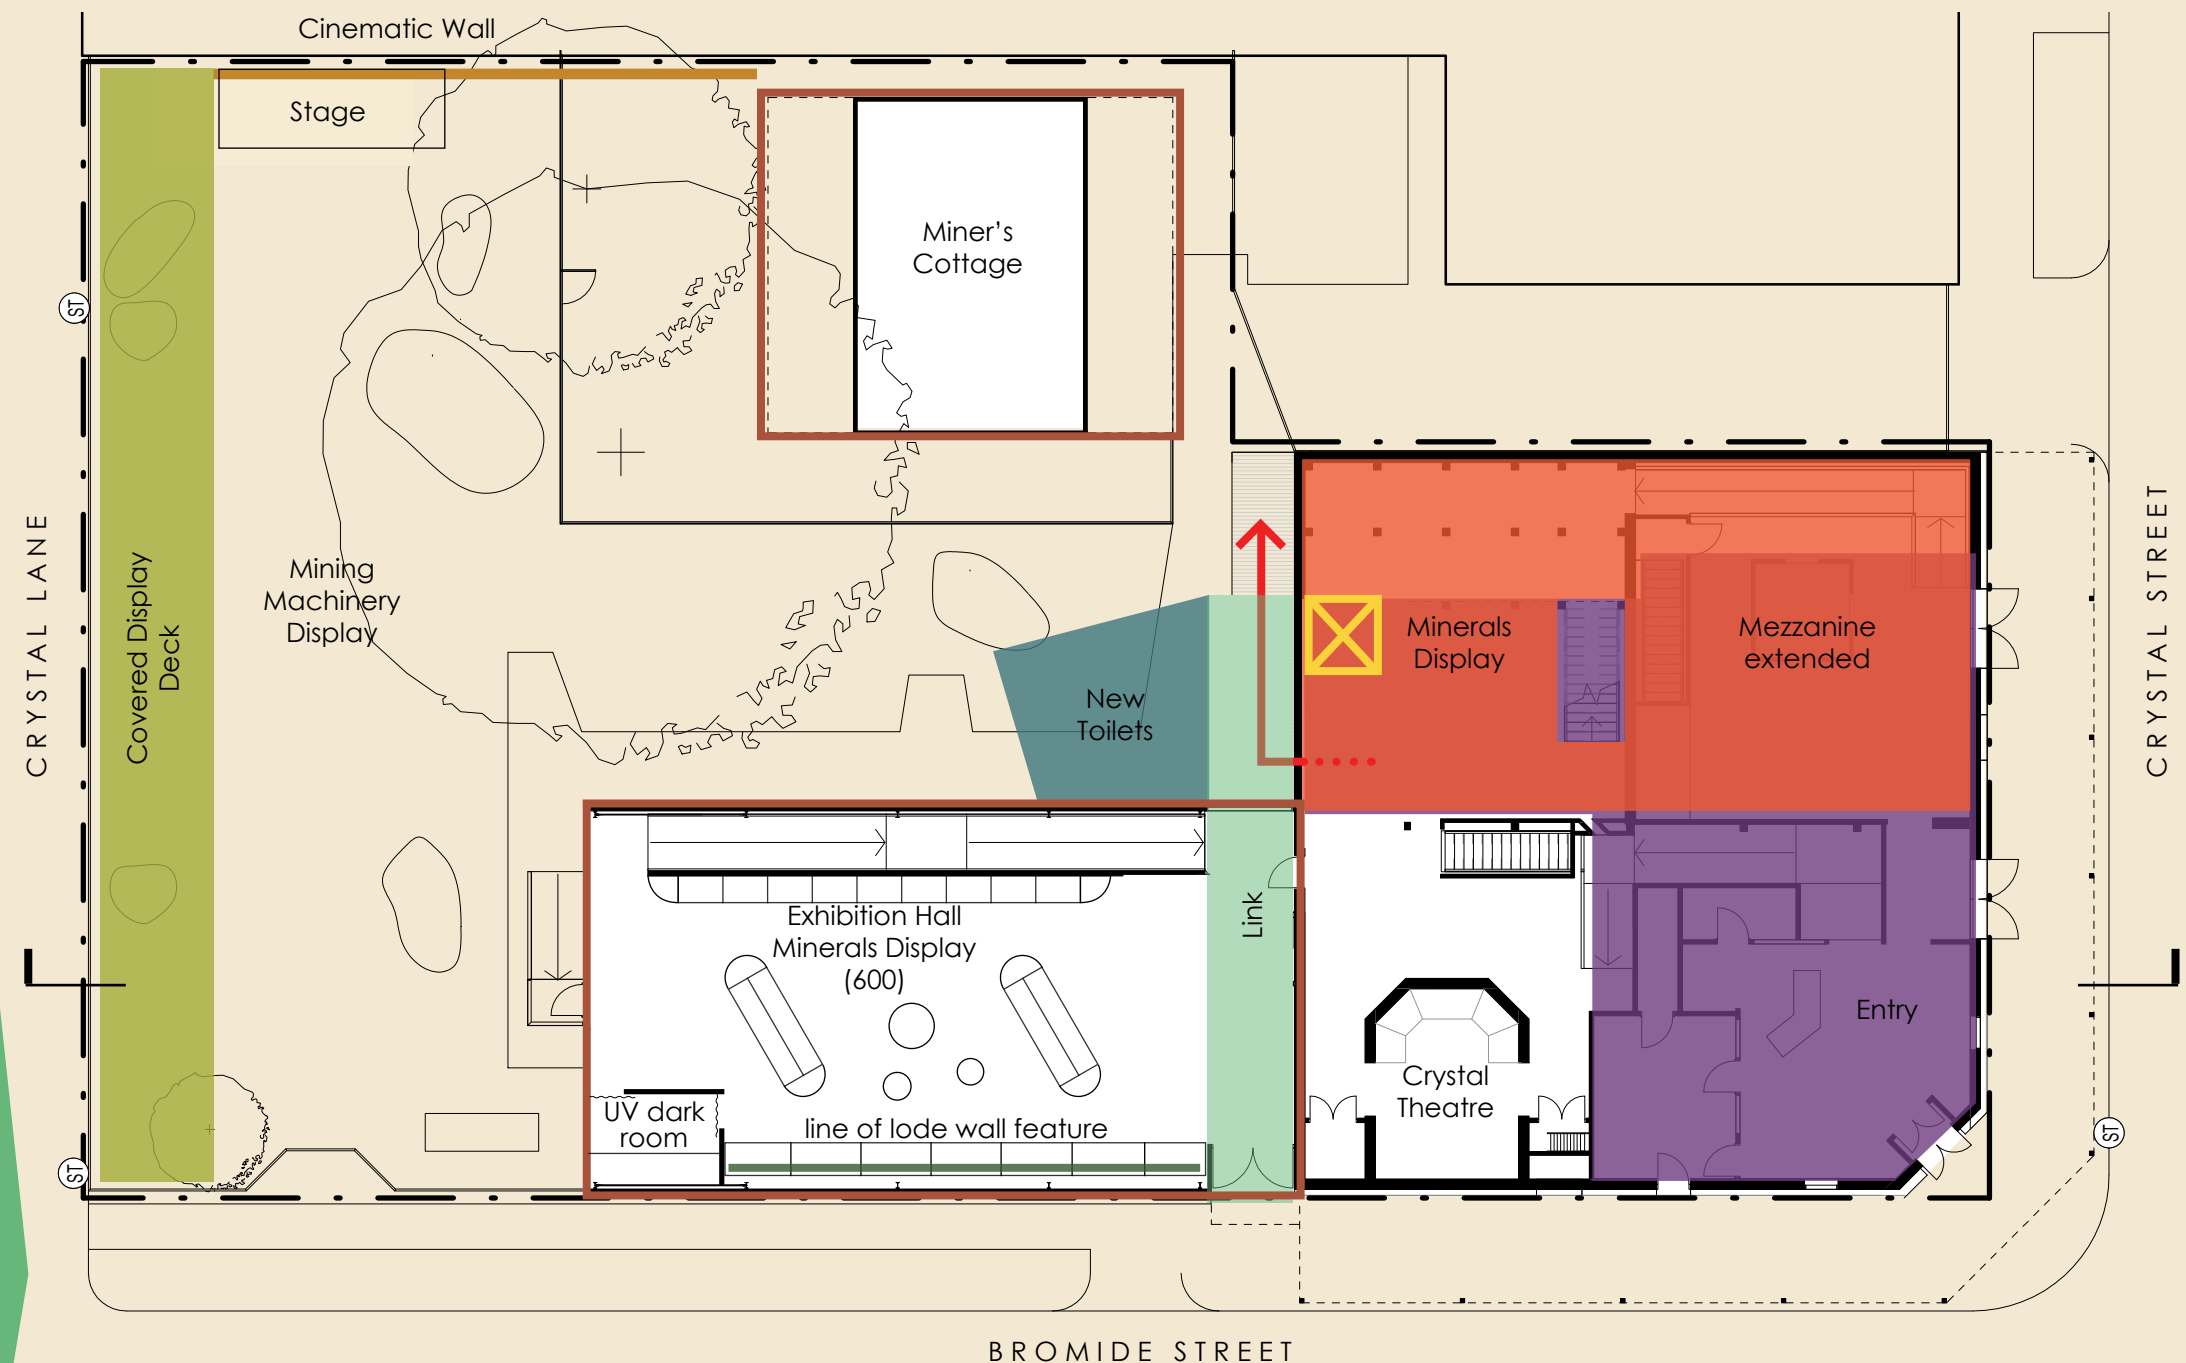 Cinematic Wall
Stage
Miner's
Cottage
ST
CRYSTAL LANE
Covered Display
Deck
Mining
Machinery
Display
New
Toilets
Minerals
Display
Mezzanine
extended
CRYSTAL STREET
Exhibition Hall
Minerals Display
(600)
Link
Entry
Crystal
Theatre
UV dark
room
line of lode wall feature
ST
ST
BROMIDE STREET